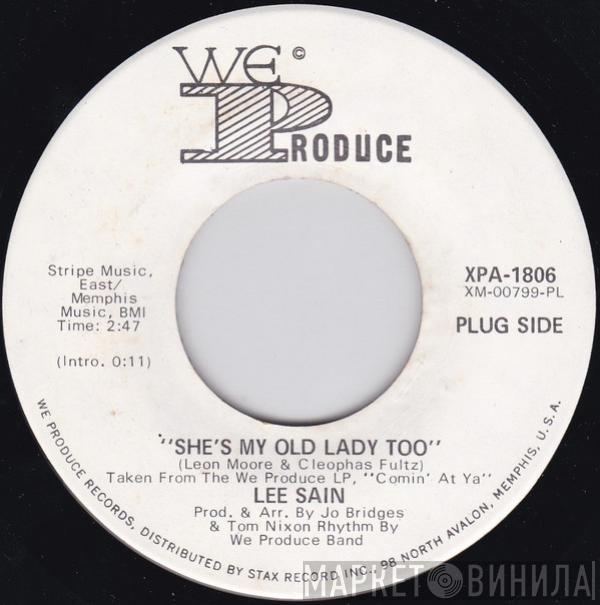 WE ©
PRODUCE
Stripe Music,
East/
Memphis
Music, BMI
Time: 2:47
(Intro. 0:11)
XPA-1806
XM-00799-PL
PLUG SIDE
"SHE'S MY OLD LADY TOO"
(Leon Moore & Cleophas Fultz)
Taken From The We Produce LP, "Comin' At Ya"
LEE SAIN
Prod. & Arr. By Jo Bridges
& Tom Nixon Rhythm By
We Produce Band
WE PRODUCE RECORDS, DISTRIBUTED BY STAX RECORD INC., 98 NORTH AVALON, MEMPHIS, U.S.A.
МАРКЕТ ВИНИЛА